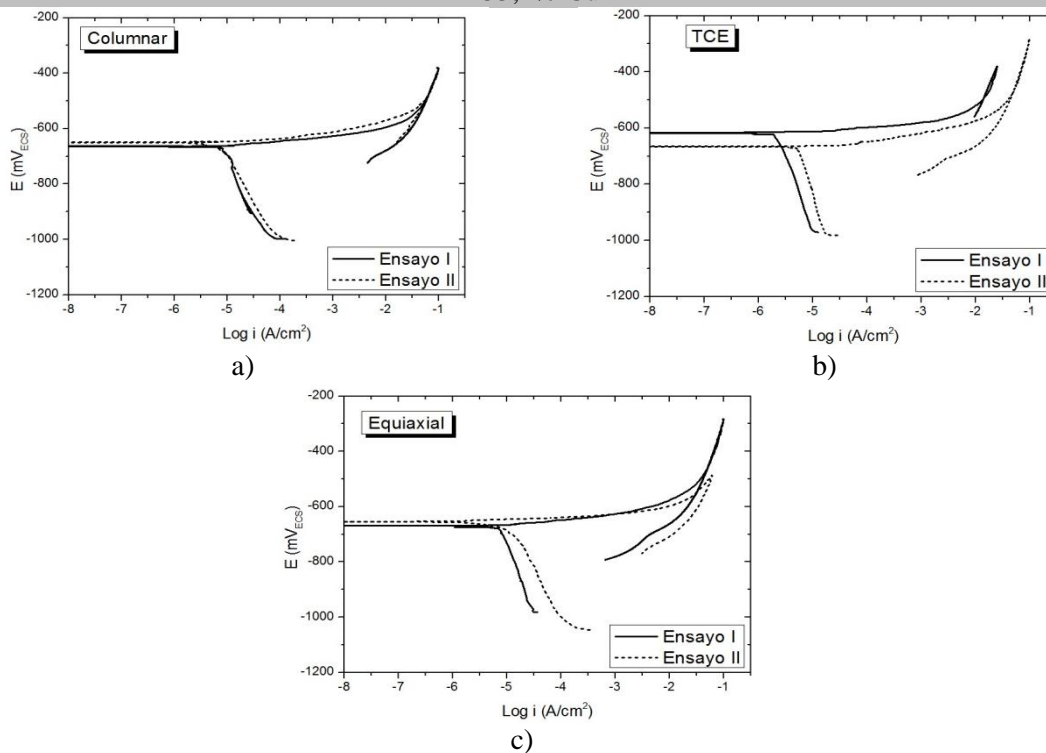 Columnar
-200
-400
-600
-800
-1000
-1200
E (mV_ECS)
-8 -7 -6 -5 -4 -3 -2 -1 0
Log i (A/cm²)
Ensayo I
Ensayo II
a)
TCE
-200
-400
-600
-800
-1000
-1200
E (mV_ECS)
-8 -7 -6 -5 -4 -3 -2 -1
Log i (A/cm²)
Ensayo I
Ensayo II
b)
Equiaxial
-200
-400
-600
-800
-1000
-1200
E (mV_ECS)
-8 -7 -6 -5 -4 -3 -2 -1
Log i (A/cm²)
Ensayo I
Ensayo II
c)